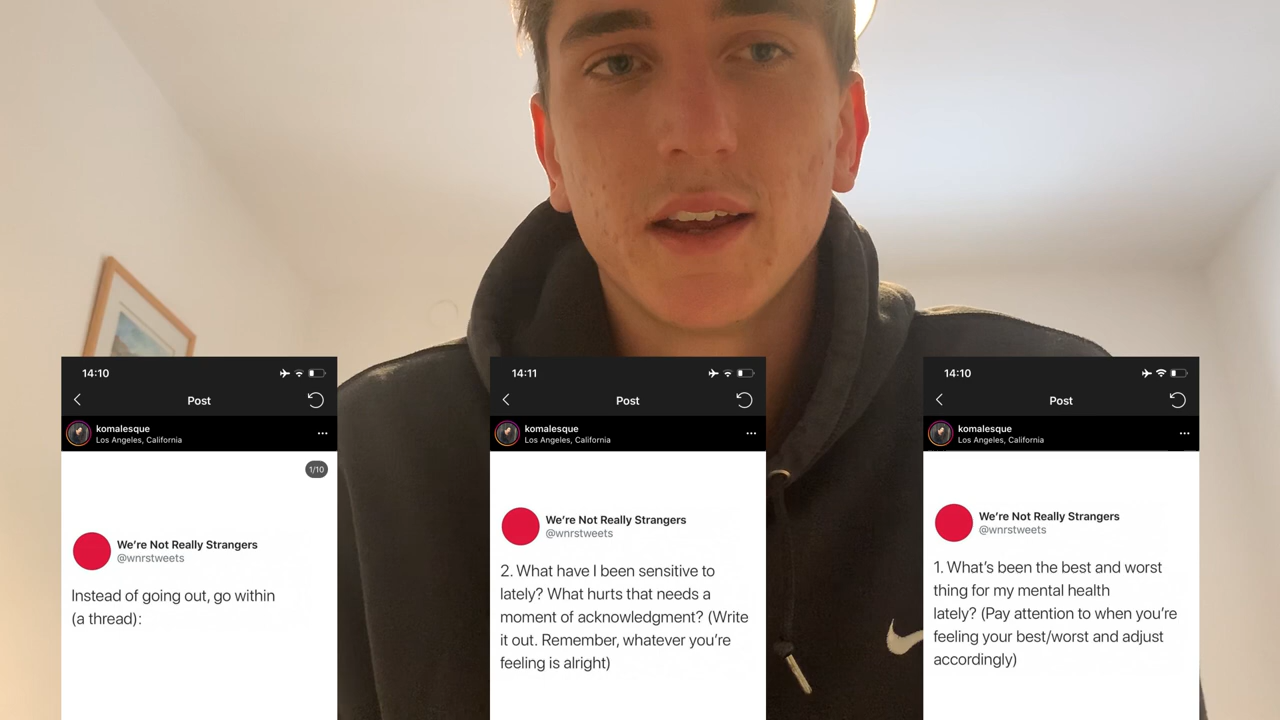 14:10
Post
komalesque
Los Angeles, California
1/10
We're Not Really Strangers
@wnrstweets
Instead of going out, go within
(a thread):
14:11
Post
komalesque
Los Angeles, California
We're Not Really Strangers
@wnrstweets
2. What have I been sensitive to
lately? What hurts that needs a
moment of acknowledgment? (Write
it out. Remember, whatever you're
feeling is alright)
14:10
Post
komalesque
Los Angeles, California
We're Not Really Strangers
@wnrstweets
1. What's been the best and worst
thing for my mental health
lately? (Pay attention to when you're
feeling your best/worst and adjust
accordingly)